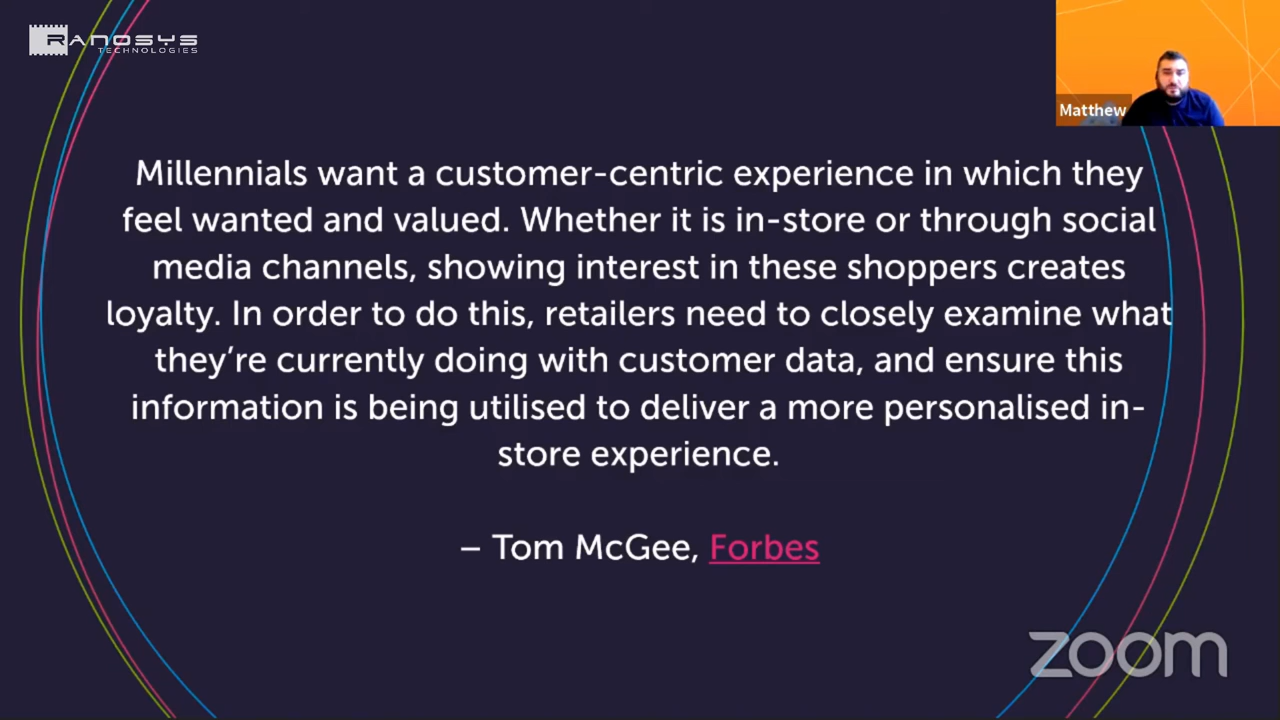 RANOSYS
TECHNOLOGIES
Matthew
Millennials want a customer-centric experience in which they
feel wanted and valued. Whether it is in-store or through social
media channels, showing interest in these shoppers creates
loyalty. In order to do this, retailers need to closely examine what
they’re currently doing with customer data, and ensure this
information is being utilised to deliver a more personalised in-
store experience.
– Tom McGee, Forbes
zoom